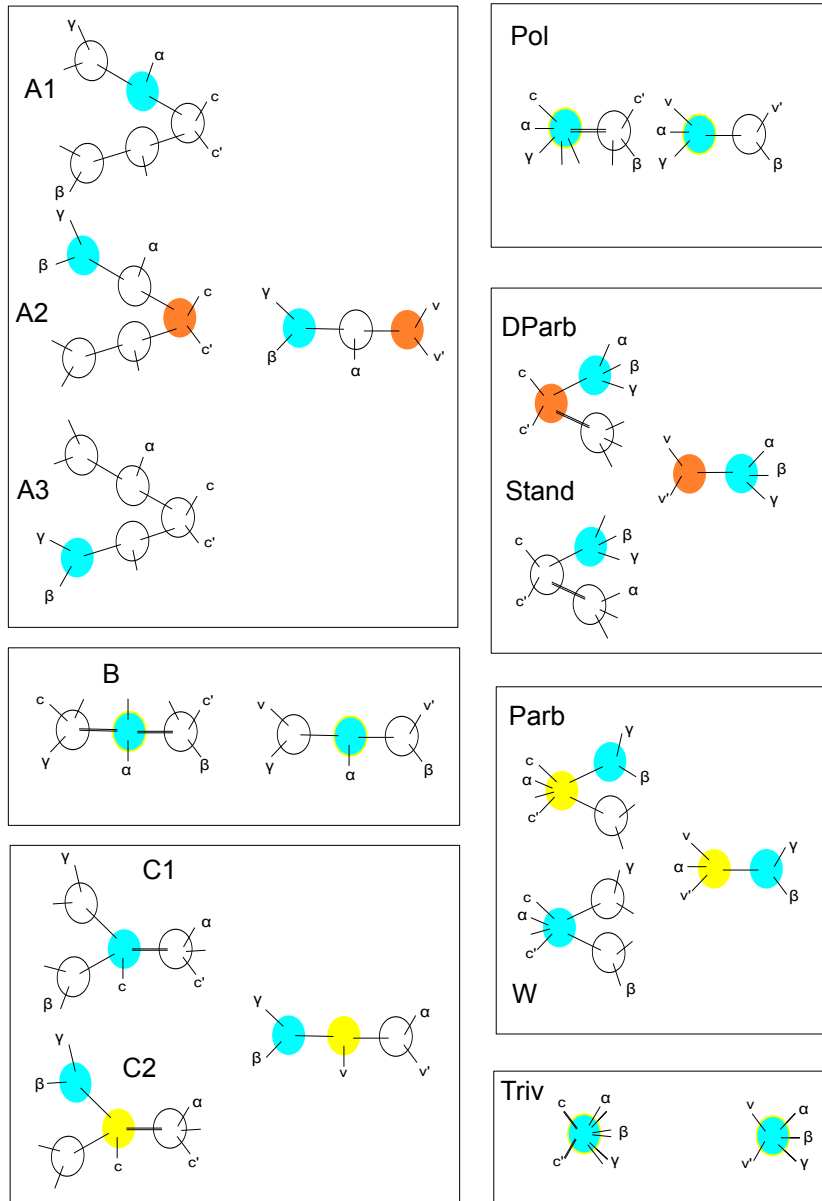 γ
α
A1
c
c'
β
γ
α
β
c
A2
c'
γ
v
β
α
v'
α
A3
c
γ
c'
β
B
c
c'
γ
α
β
v
v'
γ
α
β
C1
γ
α
c
c'
β
C2
γ
β
α
c
c'
γ
α
β
v
v'
Pol
c
c'
α
γ
β
v
v'
α
γ
β
DParb
α
c
β
γ
c'
v
α
β
v'
γ
Stand
c
β
γ
c'
α
Parb
γ
c
α
β
c'
v
γ
α
v'
β
γ
c
α
c'
W
β
Triv
c
α
β
c'
γ
v
α
β
v'
γ